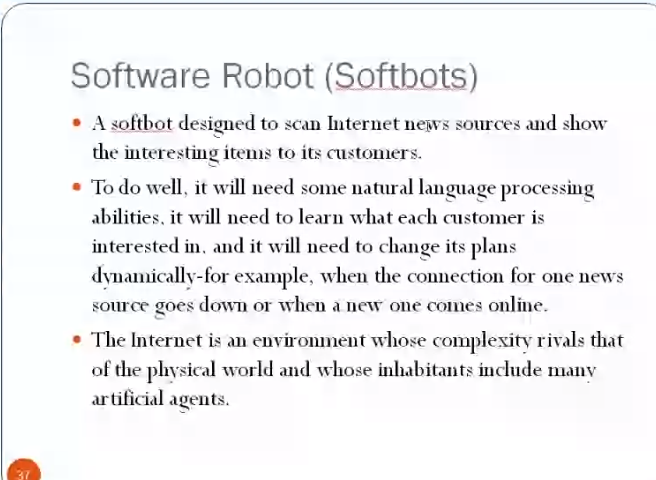 Software Robot (Softbots)
• A softbot designed to scan Internet news sources and show
the interesting items to its customers.
• To do well, it will need some natural language processing
abilities, it will need to learn what each customer is
interested in, and it will need to change its plans
dynamically-for example, when the connection for one news
source goes down or when a new one comes online.
• The Internet is an environment whose complexity rivals that
of the physical world and whose inhabitants include many
artificial agents.
37